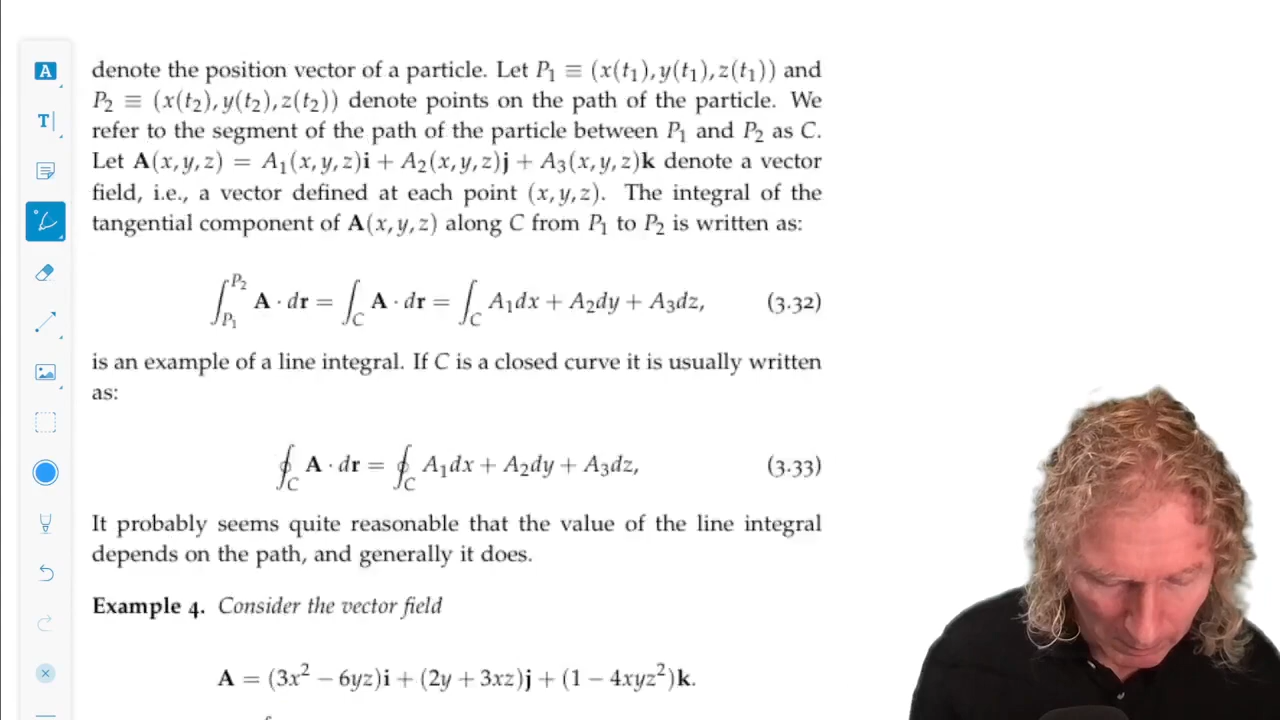 denote the position vector of a particle. Let P₁ ≡ (x(t₁), y(t₁), z(t₁)) and
P₂ ≡ (x(t₂), y(t₂), z(t₂)) denote points on the path of the particle. We
refer to the segment of the path of the particle between P₁ and P₂ as C.
Let A(x, y, z) = A₁(x, y, z)i + A₂(x, y, z)j + A₃(x, y, z)k denote a vector
field, i.e., a vector defined at each point (x, y, z). The integral of the
tangential component of A(x, y, z) along C from P₁ to P₂ is written as:
∫_{P₁}^{P₂} A · dr = ∫_C A · dr = ∫_C A₁dx + A₂dy + A₃dz, (3.32)
is an example of a line integral. If C is a closed curve it is usually written
as:
∮_C A · dr = ∮_C A₁dx + A₂dy + A₃dz, (3.33)
It probably seems quite reasonable that the value of the line integral
depends on the path, and generally it does.
Example 4. Consider the vector field
A = (3x² − 6yz)i + (2y + 3xz)j + (1 − 4xyz²)k.